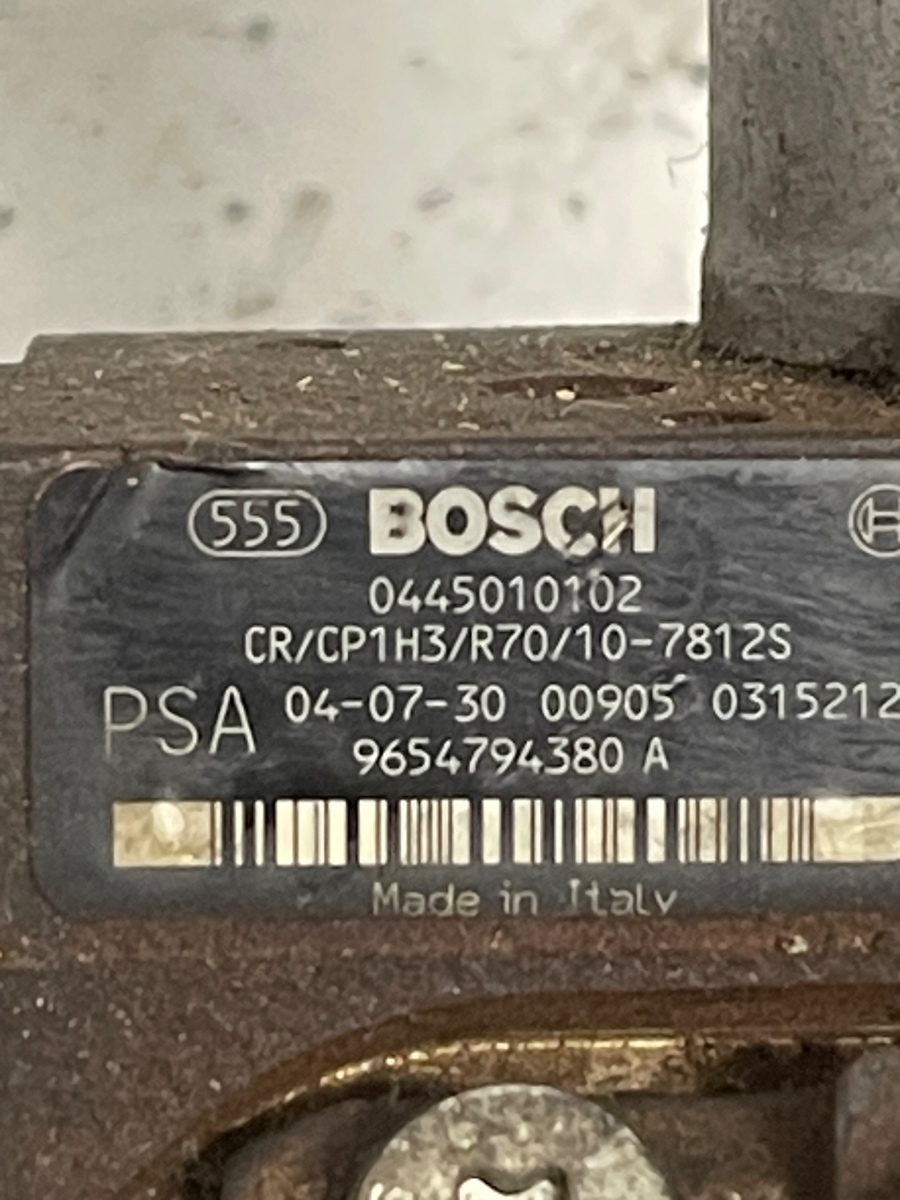 555 BOSCH
0445010102
CR/CP1H3/R70/10-7812S
PSA 04-07-30 00905 0315212
9654794380 A
Made in Italy